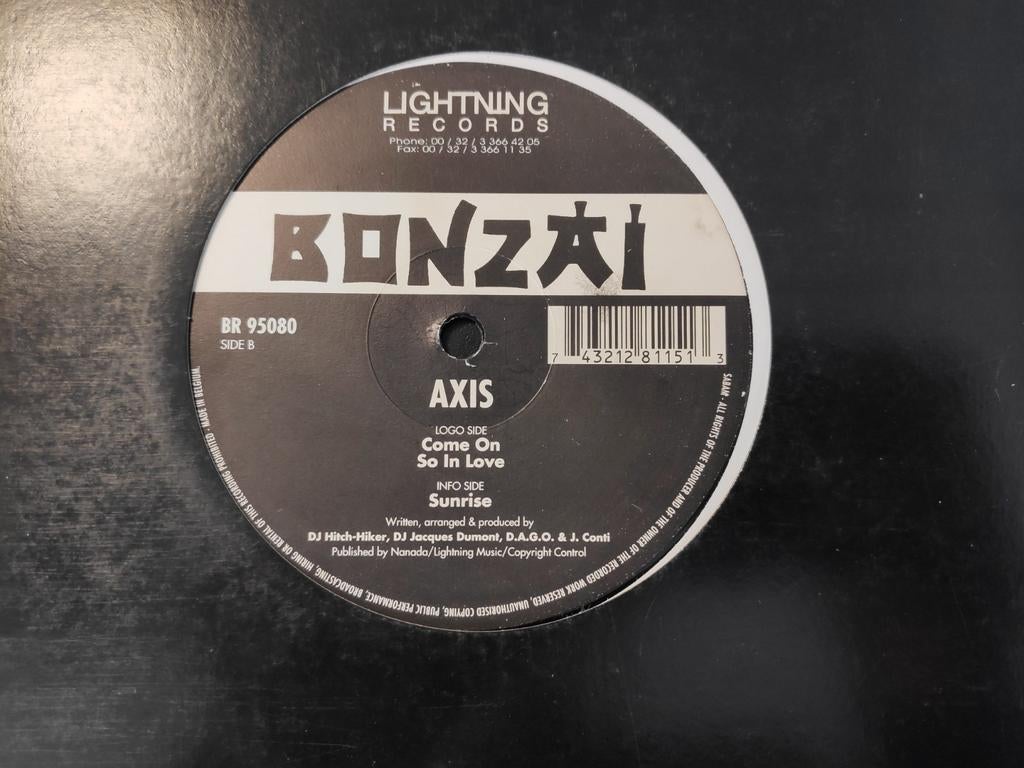 LIGHTNING
RECORDS
Phone: 00 / 32 / 3 366 42 05
Fax: 00 / 32 / 3 366 11 35
BONZAI
BR 95080
SIDE B
7 43212 81151 3
AXIS
LOGO SIDE
Come On
So In Love
INFO SIDE
Sunrise
Written, arranged & produced by
DJ Hitch-Hiker, DJ Jacques Dumont, D.A.G.O. & J. Conti
Published by Nanada/Lightning Music/Copyright Control
SABAM - ALL RIGHTS OF THE PRODUCER AND OF THE OWNER OF THE RECORDED WORK RESERVED, UNAUTHORISED COPYING, PUBLIC PERFORMANCE, BROADCASTING, HIRING OR RENTAL OF THIS RECORDING PROHIBITED - MADE IN BELGIUM.